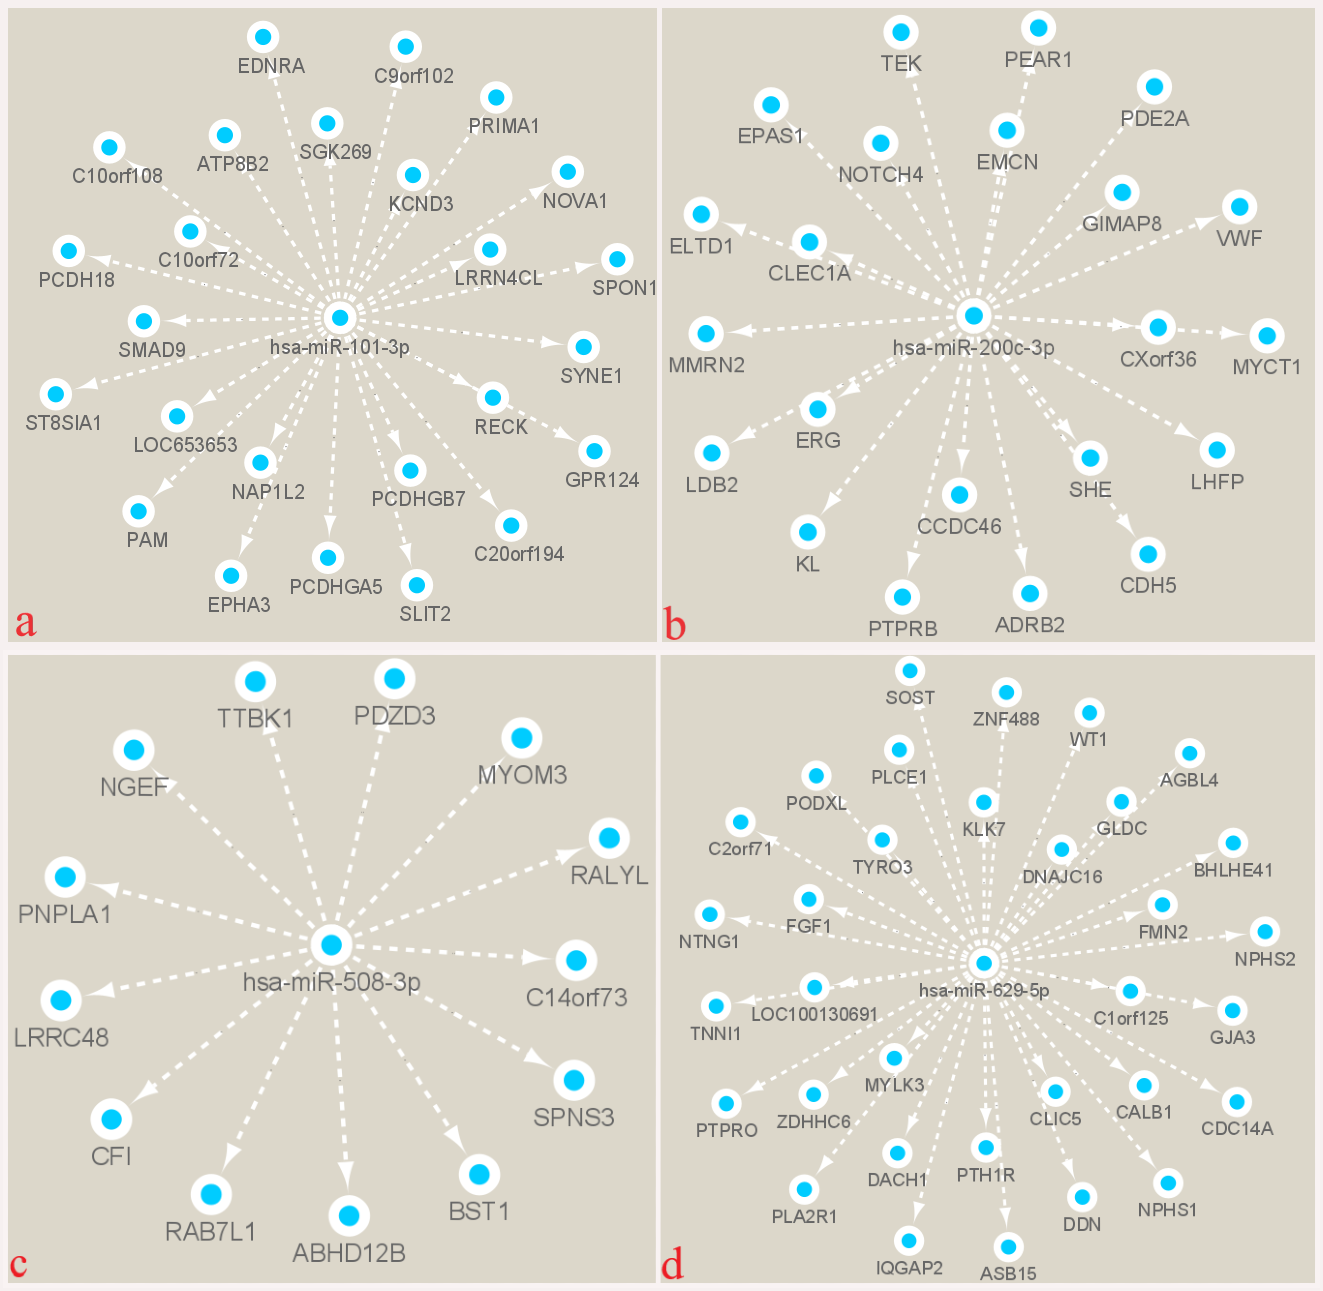 EDNRA
C9orf102
PRIMA1
SGK269
ATP8B2
C10orf108
KCND3
NOVA1
C10orf72
PCDH18
LRRN4CL
SPON1
SMAD9
hsa-miR-101-3p
SYNE1
ST8SIA1
LOC653653
RECK
NAP1L2
PCDHGB7
GPR124
PAM
C20orf194
PCDHGA5
EPHA3
SLIT2
a
TEK
PEAR1
PDE2A
EPAS1
EMCN
NOTCH4
GIMAP8
VWF
ELTD1
CLEC1A
hsa-miR-200c-3p
MMRN2
CXorf36
MYCT1
ERG
LDB2
SHE
LHFP
CCDC46
KL
CDH5
PTPRB
ADRB2
b
TTBK1
PDZD3
MYOM3
NGEF
RALYL
PNPLA1
hsa-miR-508-3p
C14orf73
LRRC48
SPNS3
CFI
BST1
RAB7L1
ABHD12B
c
SOST
ZNF488
WT1
PLCE1
AGBL4
PODXL
KLK7
GLDC
C2orf71
TYRO3
DNAJC16
BHLHE41
FGF1
FMN2
NTNG1
NPHS2
hsa-miR-629-5p
LOC100130691
C1orf125
TNNI1
GJA3
MYLK3
CLIC5
CALB1
ZDHHC6
PTPRO
CDC14A
DACH1
PTH1R
PLA2R1
DDN
NPHS1
IQGAP2
ASB15
d